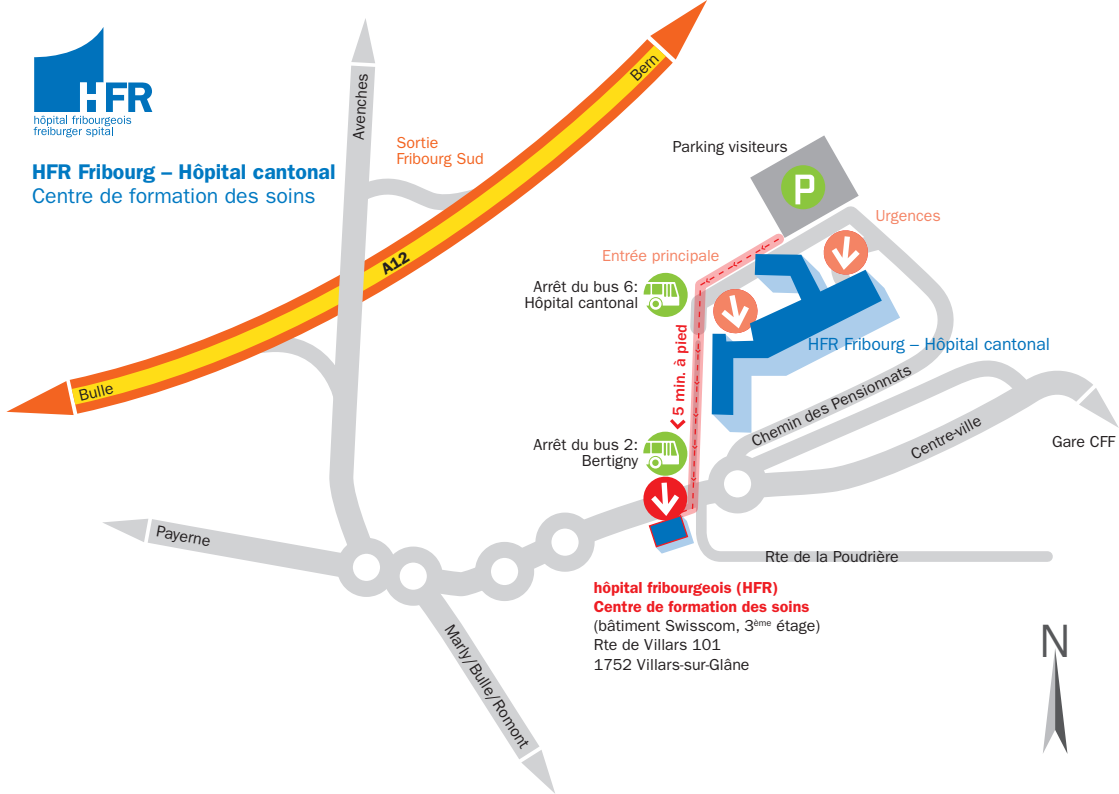 HFR
hôpital fribourgeois
freiburger spital
HFR Fribourg – Hôpital cantonal
Centre de formation des soins
Avenches
Sortie
Fribourg Sud
Bern
A12
Bulle
Parking visiteurs
P
Urgences
Entrée principale
Arrêt du bus 6:
Hôpital cantonal
5 min. à pied
HFR Fribourg – Hôpital cantonal
Chemin des Pensionnats
Centre-ville
Gare CFF
Arrêt du bus 2:
Bertigny
Payerne
Rte de la Poudrière
Marly/Bulle/Romont
hôpital fribourgeois (HFR)
Centre de formation des soins
(bâtiment Swisscom, 3ème étage)
Rte de Villars 101
1752 Villars-sur-Glâne
N